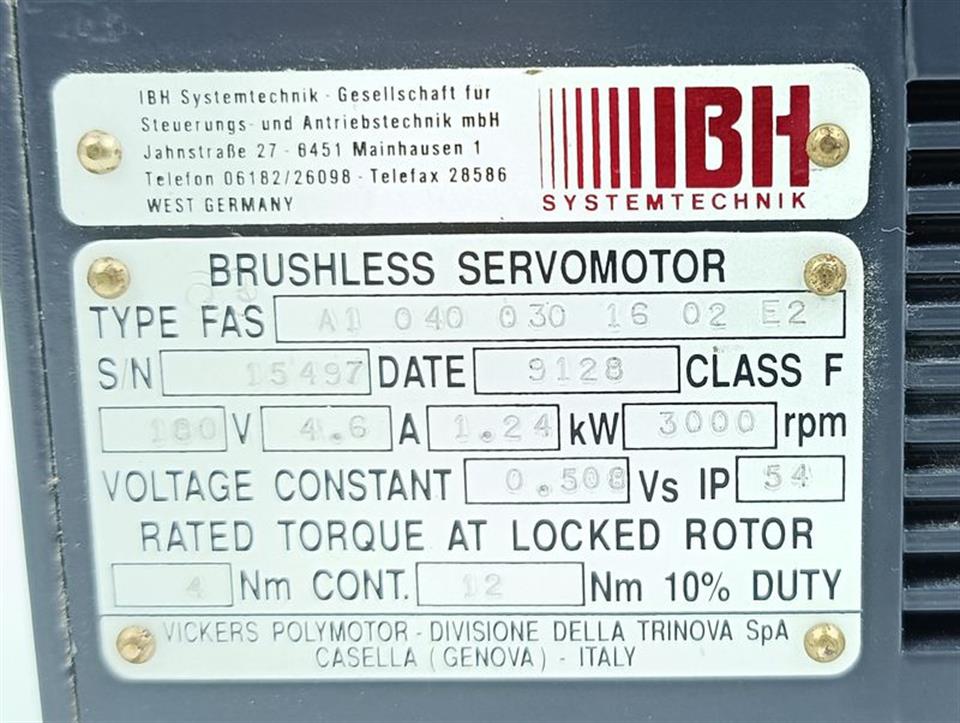 IBH Systemtechnik - Gesellschaft für
Steuerungs- und Antriebstechnik mbH
Jahnstraße 27 - 6451 Mainhausen 1
Telefon 06182/26098 - Telefax 28586
WEST GERMANY
IBH
SYSTEMTECHNIK
BRUSHLESS SERVOMOTOR
TYPE FAS A1 040 030 16 02 E2
S/N 15497 DATE 9128 CLASS F
180 V 4.6 A 1.24 kW 3000 rpm
VOLTAGE CONSTANT 0.508 Vs IP 54
RATED TORQUE AT LOCKED ROTOR
4 Nm CONT. 12 Nm 10% DUTY
VICKERS POLYMOTOR - DIVISIONE DELLA TRINOVA SpA
CASELLA (GENOVA) - ITALY